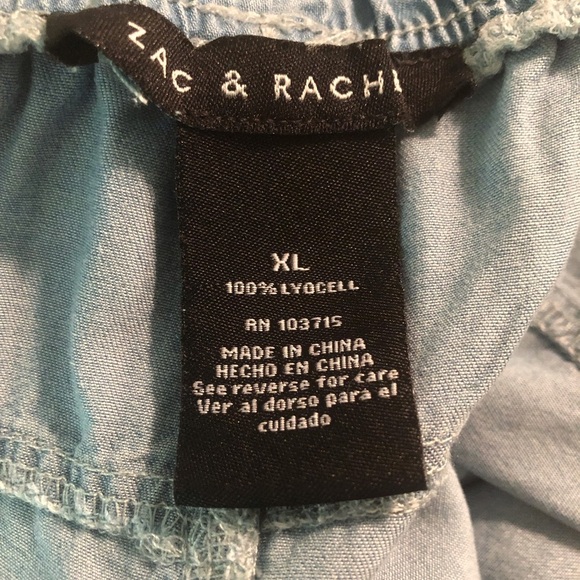 ZAC & RACH
XL
100% LYOCELL
RN 103715
MADE IN CHINA
HECHO EN CHINA
See reverse for care
Ver al dorso para el
cuidado